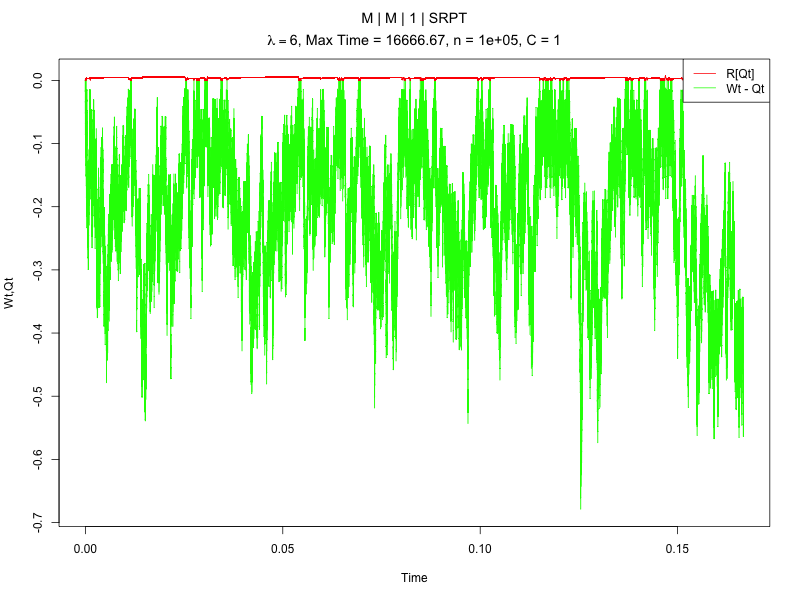 M | M | 1 | SRPT
λ = 6, Max Time = 16666.67, n = 1e+05, C = 1
R[Qt]
Wt - Qt
0.0
-0.1
-0.2
-0.3
-0.4
-0.5
-0.6
-0.7
Wt,Qt
0.00 0.05 0.10 0.15
Time